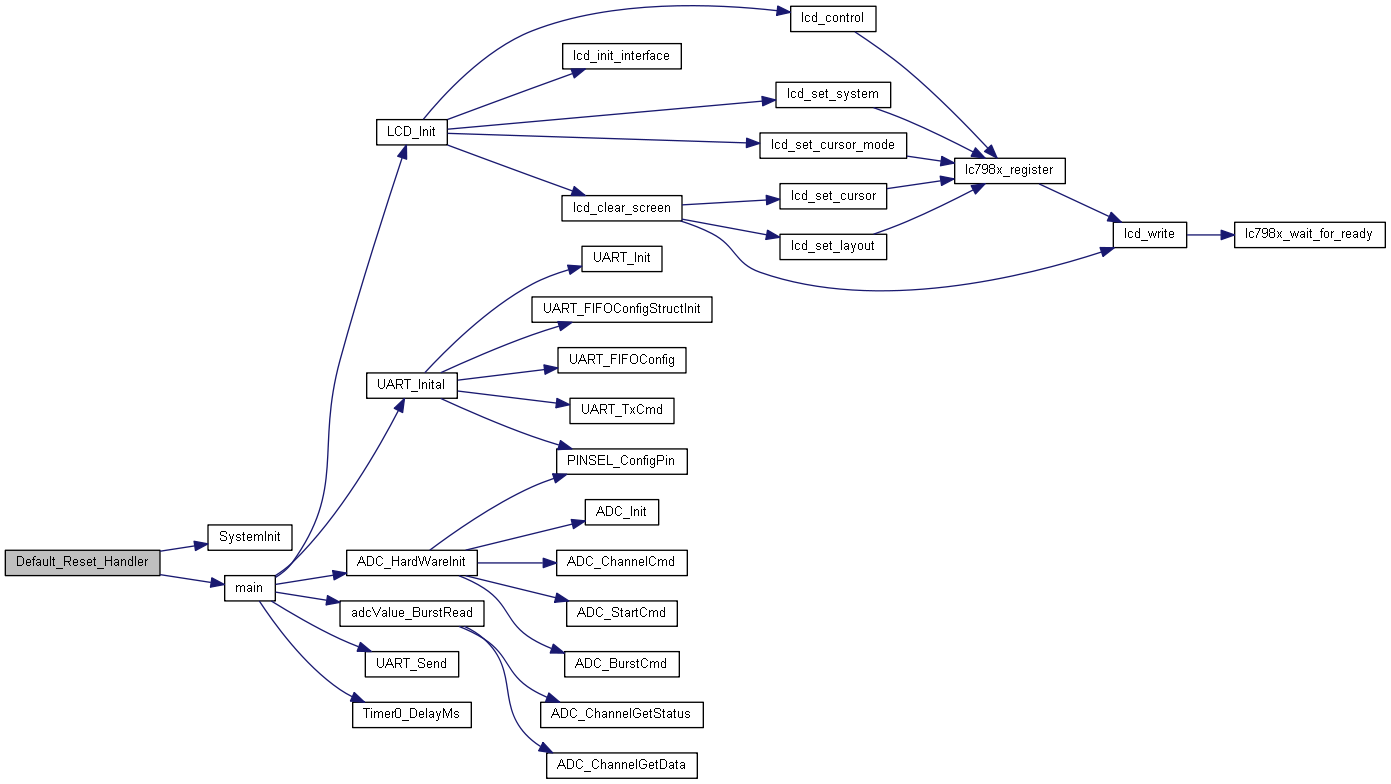 lcd_control
lcd_init_interface
lcd_set_system
LCD_Init
lcd_set_cursor_mode
lc798x_register
lcd_set_cursor
lcd_clear_screen
lcd_write
lc798x_wait_for_ready
lcd_set_layout
UART_Init
UART_FIFOConfigStructInit
UART_FIFOConfig
UART_Inital
UART_TxCmd
PINSEL_ConfigPin
ADC_Init
SystemInit
Default_Reset_Handler
ADC_HardWareInit
ADC_ChannelCmd
main
adcValue_BurstRead
ADC_StartCmd
UART_Send
ADC_BurstCmd
Timer0_DelayMs
ADC_ChannelGetStatus
ADC_ChannelGetData